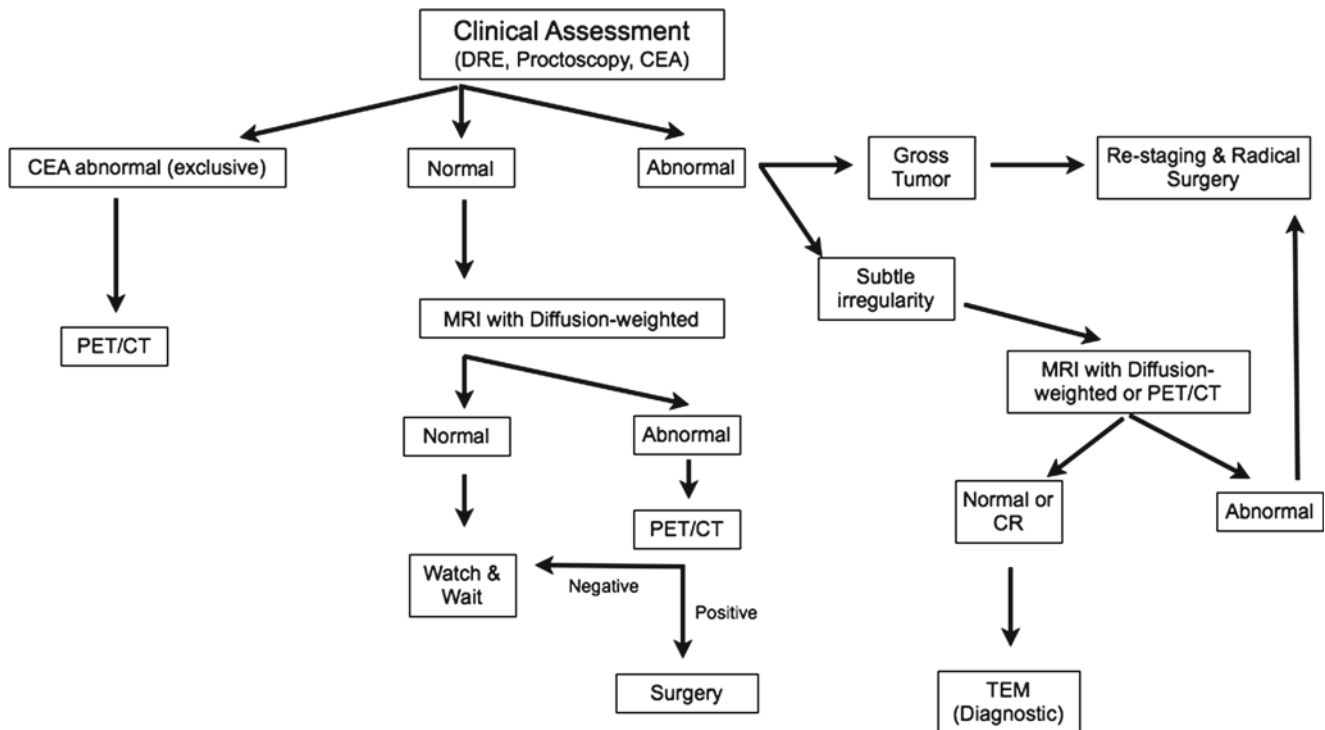 Clinical Assessment
(DRE, Proctoscopy, CEA)
CEA abnormal (exclusive)
Normal
Abnormal
Gross
Tumor
Re-staging & Radical
Surgery
Subtle
irregularity
PET/CT
MRI with Diffusion-weighted
MRI with Diffusion-
weighted or PET/CT
Normal
Abnormal
Normal or
CR
Abnormal
PET/CT
Watch &
Wait
Negative
Positive
Surgery
TEM
(Diagnostic)